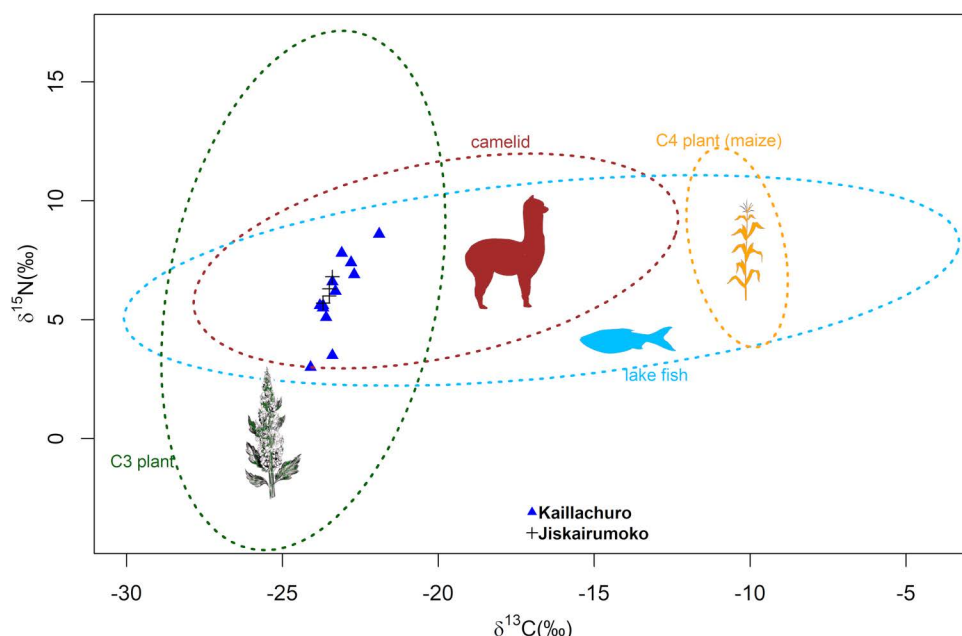 δ15N(‰)
15
10
5
0
camelid
C4 plant (maize)
lake fish
C3 plant
Kaillachuro
Jiskairumoko
-30 -25 -20 -15 -10 -5
δ13C(‰)